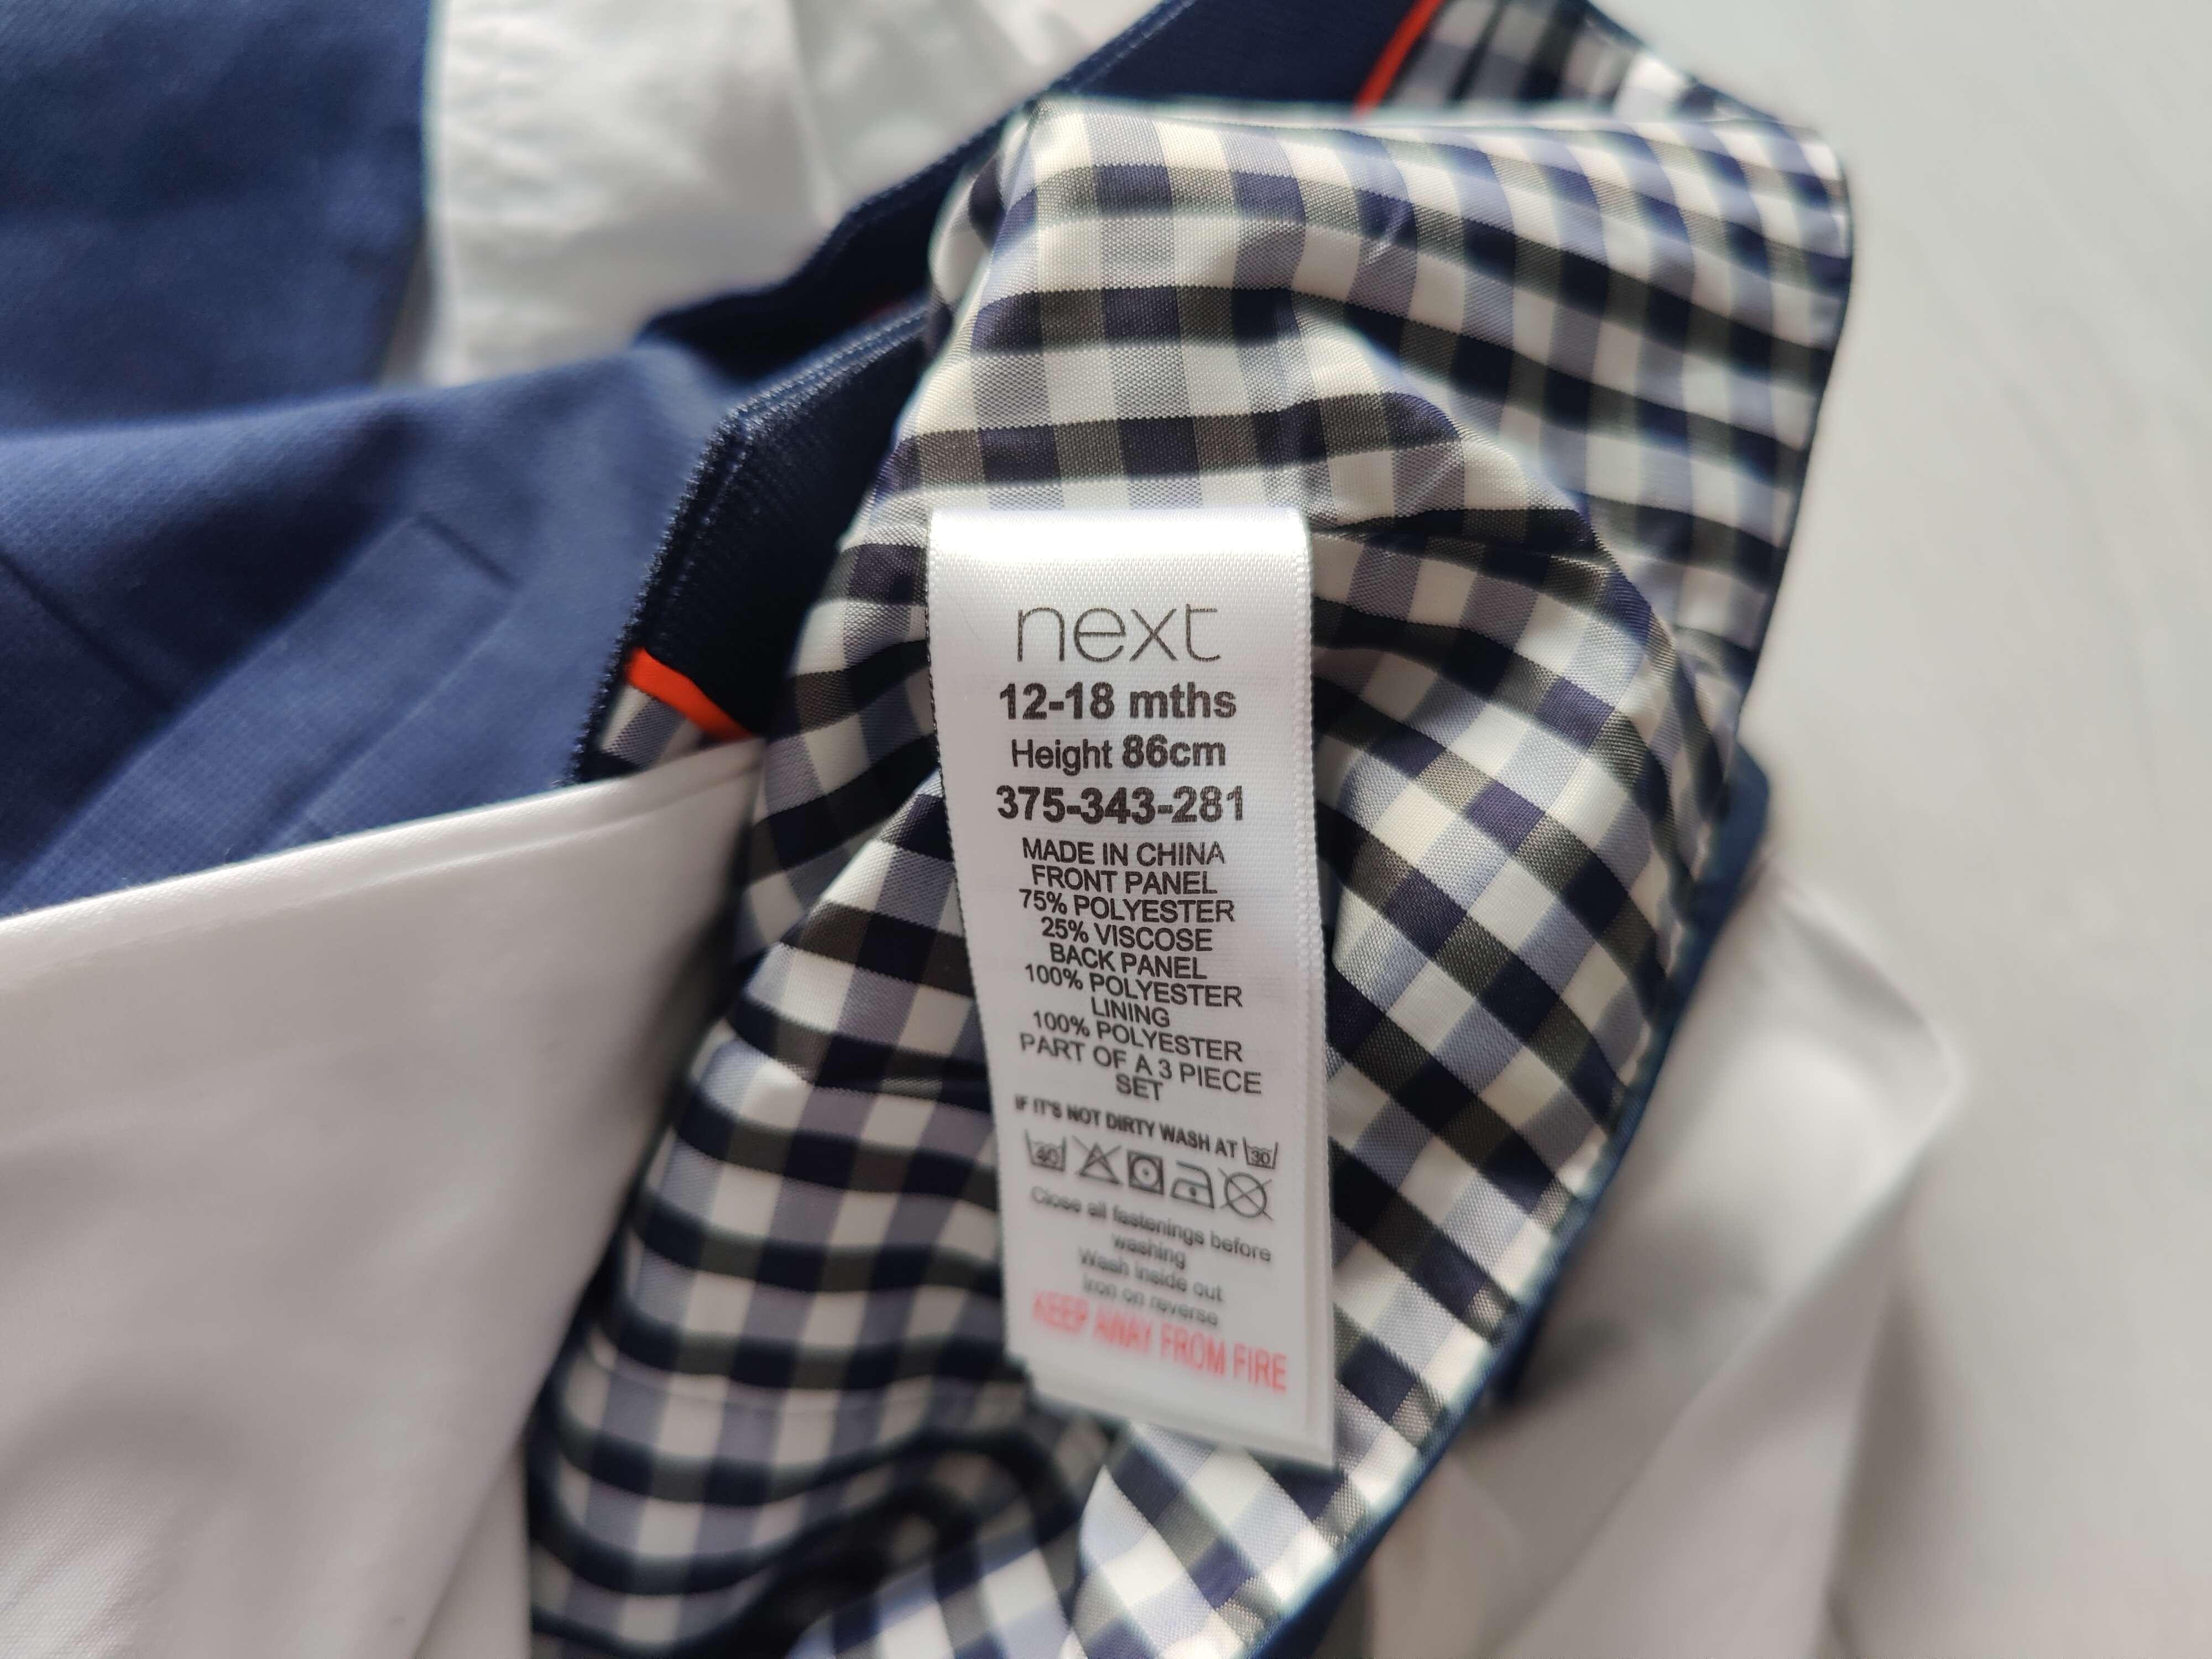 next
12-18 mths
Height 86cm
375-343-281
MADE IN CHINA
FRONT PANEL
75% POLYESTER
25% VISCOSE
BACK PANEL
100% POLYESTER
LINING
100% POLYESTER
PART OF A 3 PIECE
SET
IF IT'S NOT DIRTY WASH AT 30
40
Close all fastenings before
washing
Wash inside out
Iron on reverse
KEEP AWAY FROM FIRE